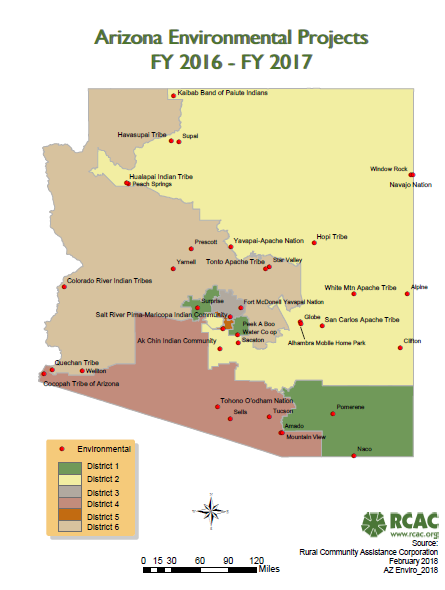 Arizona Environmental Projects
FY 2016 - FY 2017
Kaibab Band of Paiute Indians
Havasupai Tribe
Supai
Hualapai Indian Tribe
Peach Springs
Window Rock
Navajo Nation
Prescott
Yavapai-Apache Nation
Hopi Tribe
Yarnell
Tonto Apache Tribe
Star Valley
Colorado River Indian Tribes
White Mtn Apache Tribe
Alpine
Surprise
Fort McDonell Yavapai Nation
Salt River Pima-Maricopa Indian Community
Peek A Boo
Water Co op
Globe
San Carlos Apache Tribe
Ak Chin Indian Community
Sacaton
Alhambra Mobile Home Park
Clifton
Quechan Tribe
Wellton
Cocopah Tribe of Arizona
Tohono O'odham Nation
Sells
Tucson
Pomerene
Amado
Mountain View
Naco
Environmental
District 1
District 2
District 3
District 4
District 5
District 6
0 15 30 60 90 120
Miles
RCAC
www.rcac.org
Source:
Rural Community Assistance Corporation
February 2018
AZ Enviro_2018